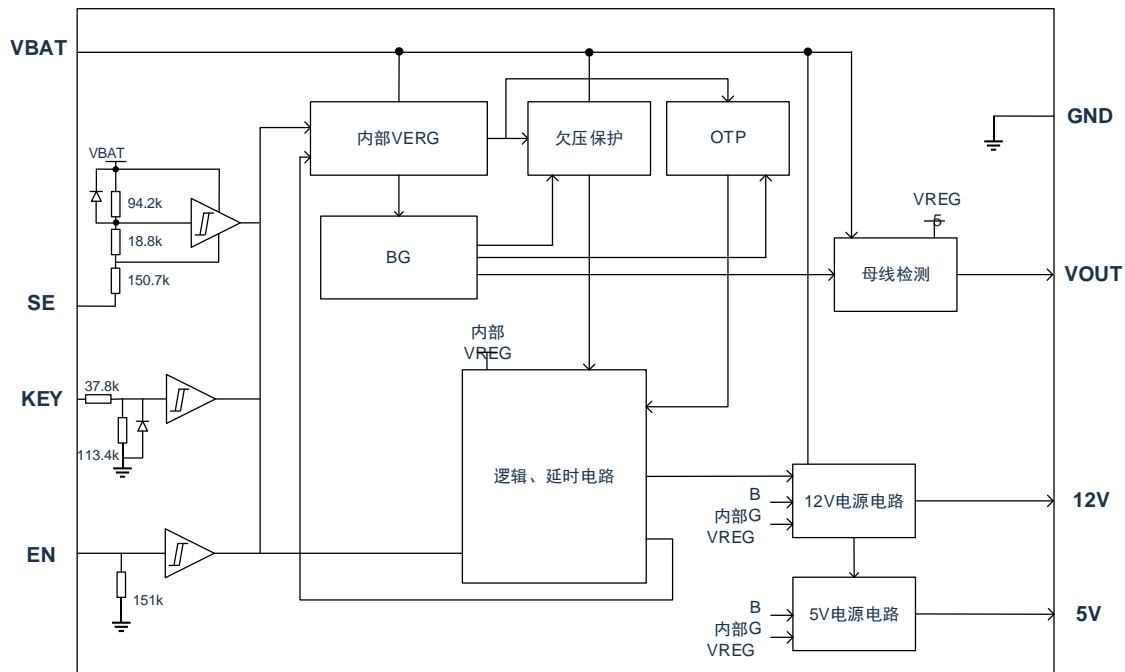 VBAT
GND
内部VERG
欠压保护
OTP
VBAT
94.2k
18.8k
150.7k
VREG
5
BG
母线检测
VOUT
SE
内部
VREG
KEY
37.8k
113.4k
逻辑、延时电路
B
内部G
VREG
12V电源电路
12V
EN
151k
B
内部G
VREG
5V电源电路
5V